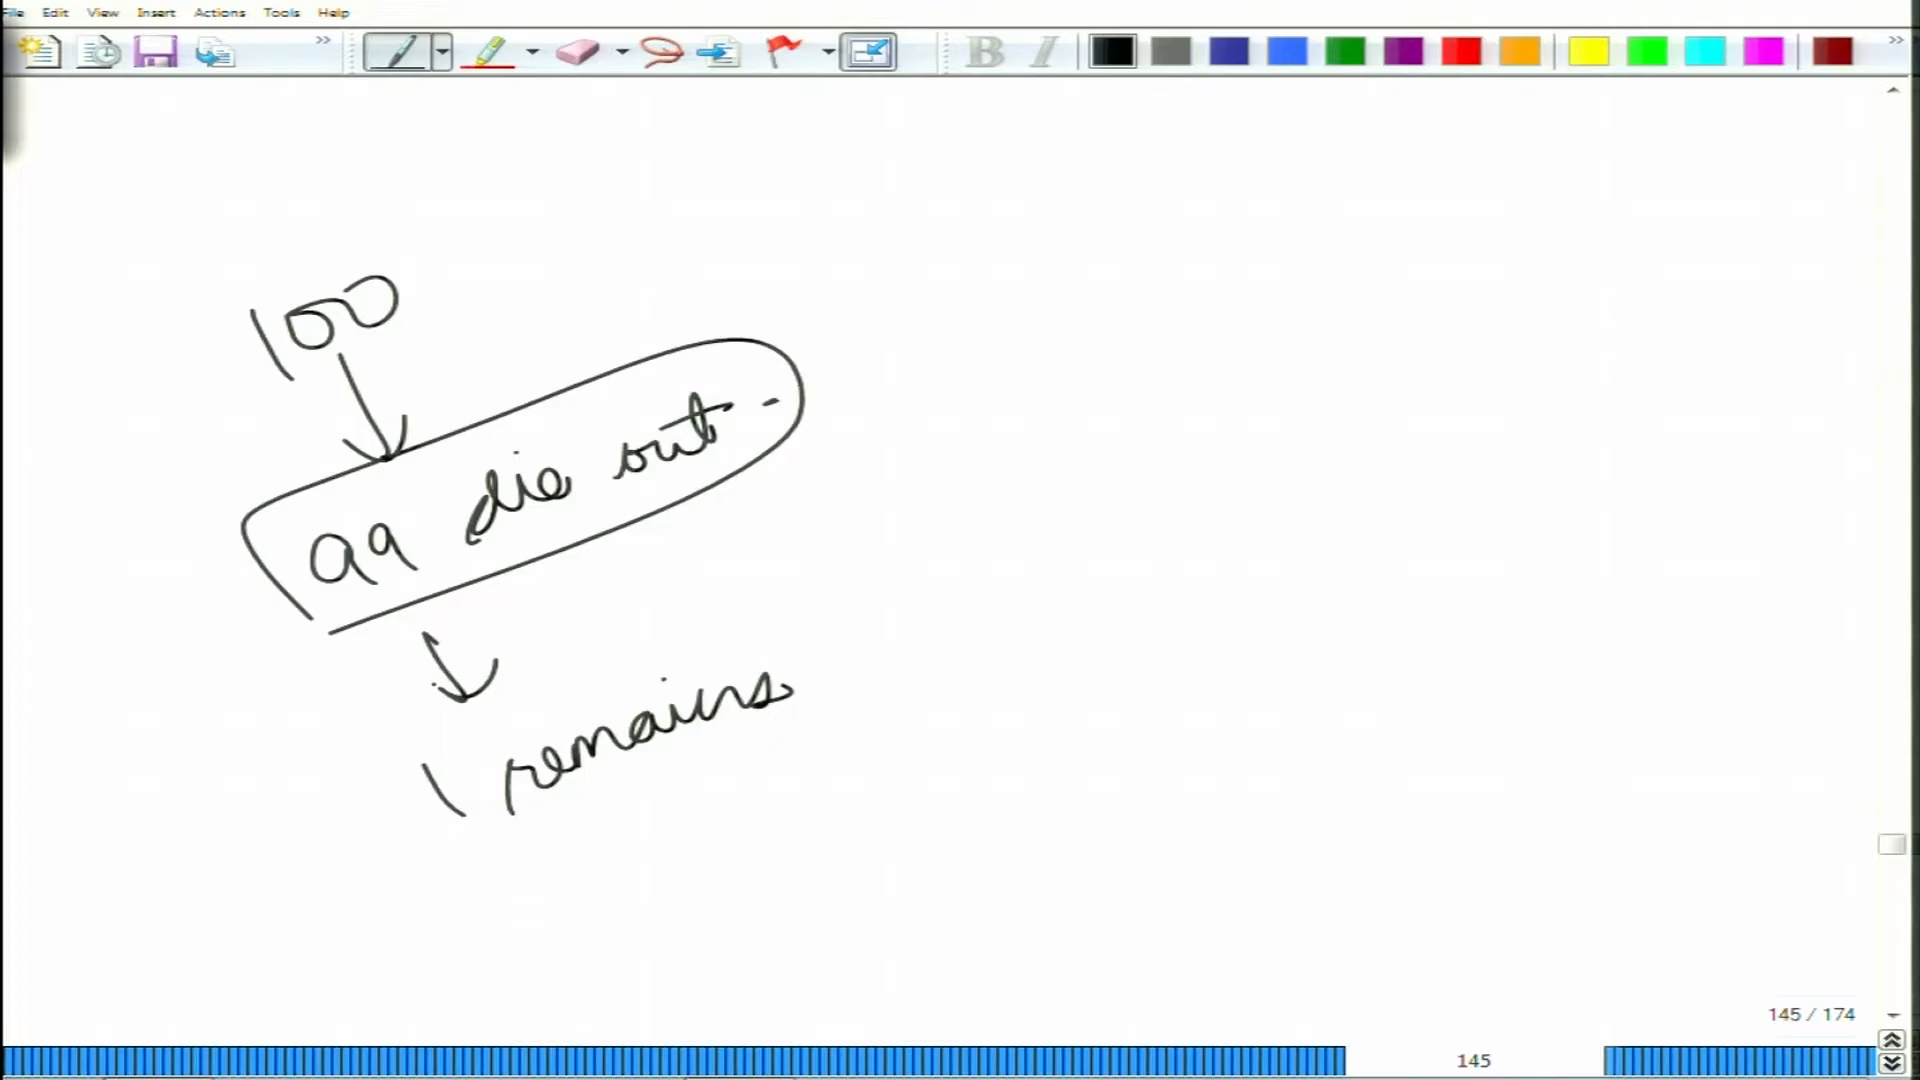 File Edit View Insert Actions Tools Help
B I
100
99 die out.
1 remains
145 / 174
145